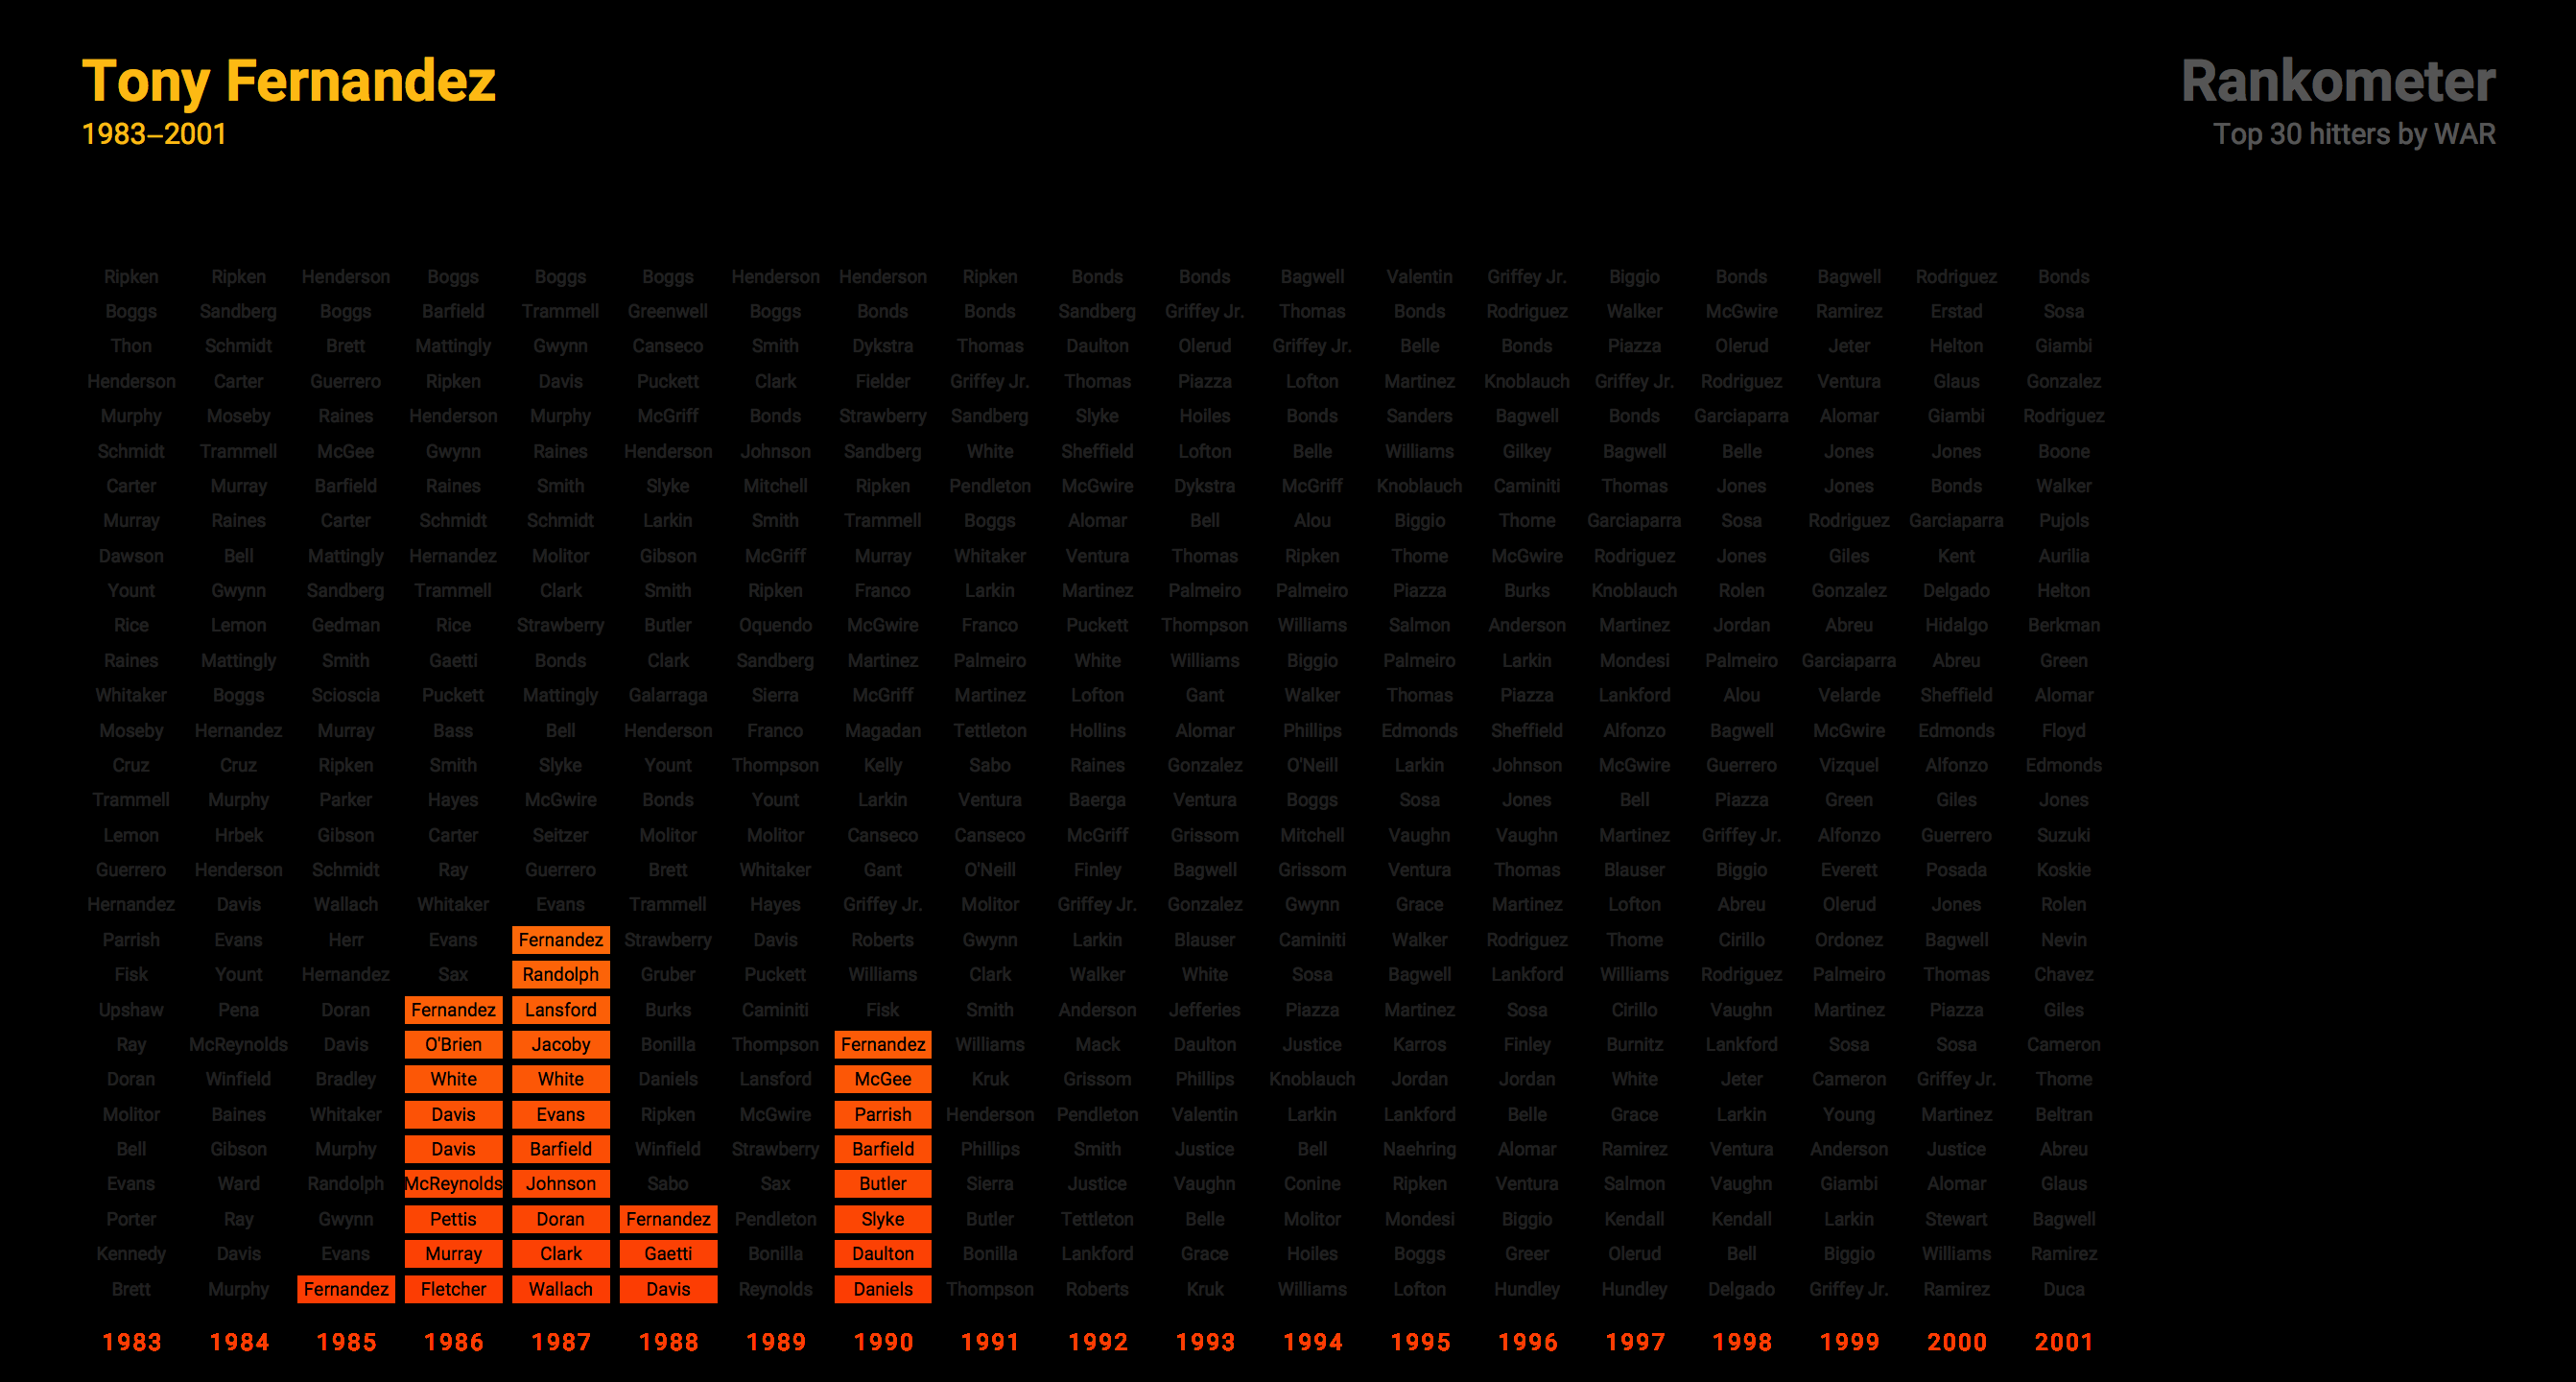 Tony Fernandez
1983–2001
Rankometer
Top 30 hitters by WAR
Ripken Ripken Henderson Boggs Boggs Boggs Henderson Henderson Ripken Bonds Bonds Bagwell Valentin Griffey Jr. Biggio Bonds Bagwell Rodriguez Bonds
Boggs Sandberg Boggs Barfield Trammell Greenwell Boggs Bonds Bonds Sandberg Griffey Jr. Thomas Bonds Rodriguez Walker McGwire Ramirez Erstad Sosa
Thon Schmidt Brett Mattingly Gwynn Canseco Smith Dykstra Thomas Daulton Olerud Griffey Jr. Belle Bonds Piazza Olerud Jeter Helton Giambi
Henderson Carter Guerrero Ripken Davis Puckett Clark Fielder Griffey Jr. Thomas Piazza Lofton Martinez Knoblauch Griffey Jr. Rodriguez Ventura Glaus Gonzalez
Murphy Moseby Raines Henderson Murphy McGriff Bonds Strawberry Sandberg Slyke Hoiles Bonds Sanders Bagwell Bonds Garciaparra Alomar Giambi Rodriguez
Schmidt Trammell McGee Gwynn Raines Henderson Johnson Sandberg White Sheffield Lofton Belle Williams Gilkey Bagwell Belle Jones Jones Boone
Carter Murray Barfield Raines Smith Slyke Mitchell Ripken Pendleton McGwire Dykstra McGriff Knoblauch Caminiti Thomas Jones Jones Bonds Walker
Murray Raines Carter Schmidt Schmidt Larkin Smith Trammell Boggs Alomar Bell Alou Biggio Thome Garciaparra Sosa Rodriguez Garciaparra Pujols
Dawson Bell Mattingly Hernandez Molitor Gibson McGriff Murray Whitaker Ventura Thomas Ripken Thome McGwire Rodriguez Jones Giles Kent Aurilia
Yount Gwynn Sandberg Trammell Clark Smith Ripken Franco Larkin Martinez Palmeiro Palmeiro Piazza Burks Knoblauch Rolen Gonzalez Delgado Helton
Rice Lemon Gedman Rice Strawberry Butler Oquendo McGwire Franco Puckett Thompson Williams Salmon Anderson Martinez Jordan Abreu Hidalgo Berkman
Raines Mattingly Smith Gaetti Bonds Clark Sandberg Martinez Palmeiro White Williams Biggio Palmeiro Larkin Mondesi Palmeiro Garciaparra Abreu Green
Whitaker Boggs Scioscia Puckett Mattingly Galarraga Sierra McGriff Martinez Lofton Gant Walker Thomas Piazza Lankford Alou Velarde Sheffield Alomar
Moseby Hernandez Murray Bass Bell Henderson Franco Magadan Tettleton Hollins Alomar Phillips Edmonds Sheffield Alfonzo Bagwell McGwire Edmonds Floyd
Cruz Cruz Ripken Smith Slyke Yount Thompson Kelly Sabo Raines Gonzalez O'Neill Larkin Johnson McGwire Guerrero Vizquel Alfonzo Edmonds
Trammell Murphy Parker Hayes McGwire Bonds Yount Larkin Ventura Baerga Ventura Boggs Sosa Jones Bell Piazza Green Giles Jones
Lemon Hrbek Gibson Carter Seitzer Molitor Molitor Canseco Canseco McGriff Grissom Mitchell Vaughn Vaughn Martinez Griffey Jr. Alfonzo Guerrero Suzuki
Guerrero Henderson Schmidt Ray Guerrero Brett Whitaker Gant O'Neill Finley Bagwell Grissom Ventura Thomas Blauser Biggio Everett Posada Koskie
Hernandez Davis Wallach Whitaker Evans Trammell Hayes Griffey Jr. Molitor Griffey Jr. Gonzalez Gwynn Grace Martinez Lofton Abreu Olerud Jones Rolen
Parrish Evans Herr Evans Fernandez Strawberry Davis Roberts Gwynn Larkin Blauser Caminiti Walker Rodriguez Thome Cirillo Ordonez Bagwell Nevin
Fisk Yount Hernandez Sax Randolph Gruber Puckett Williams Clark Walker White Sosa Bagwell Lankford Williams Rodriguez Palmeiro Thomas Chavez
Upshaw Pena Doran Fernandez Lansford Burks Caminiti Fisk Smith Anderson Jefferies Piazza Martinez Sosa Cirillo Vaughn Martinez Piazza Giles
Ray McReynolds Davis O'Brien Jacoby Bonilla Thompson Fernandez Williams Mack Daulton Justice Karros Finley Burnitz Lankford Sosa Sosa Cameron
Doran Winfield Bradley White White Daniels Lansford McGee Kruk Grissom Phillips Knoblauch Jordan Jordan White Jeter Cameron Griffey Jr. Thome
Molitor Baines Whitaker Davis Evans Ripken McGwire Parrish Henderson Pendleton Valentin Larkin Lankford Belle Grace Larkin Young Martinez Beltran
Bell Gibson Murphy Davis Barfield Winfield Strawberry Barfield Phillips Smith Justice Bell Naehring Alomar Ramirez Ventura Anderson Justice Abreu
Evans Ward Randolph McReynolds Johnson Sabo Sax Butler Sierra Justice Vaughn Conine Ripken Ventura Salmon Vaughn Giambi Alomar Glaus
Porter Ray Gwynn Pettis Doran Fernandez Pendleton Slyke Butler Tettleton Belle Molitor Mondesi Biggio Kendall Kendall Larkin Stewart Bagwell
Kennedy Davis Evans Murray Clark Gaetti Bonilla Daulton Bonilla Lankford Grace Hoiles Boggs Greer Olerud Bell Biggio Williams Ramirez
Brett Murphy Fernandez Fletcher Wallach Davis Reynolds Daniels Thompson Roberts Kruk Williams Lofton Hundley Hundley Delgado Griffey Jr. Ramirez Duca
1983 1984 1985 1986 1987 1988 1989 1990 1991 1992 1993 1994 1995 1996 1997 1998 1999 2000 2001